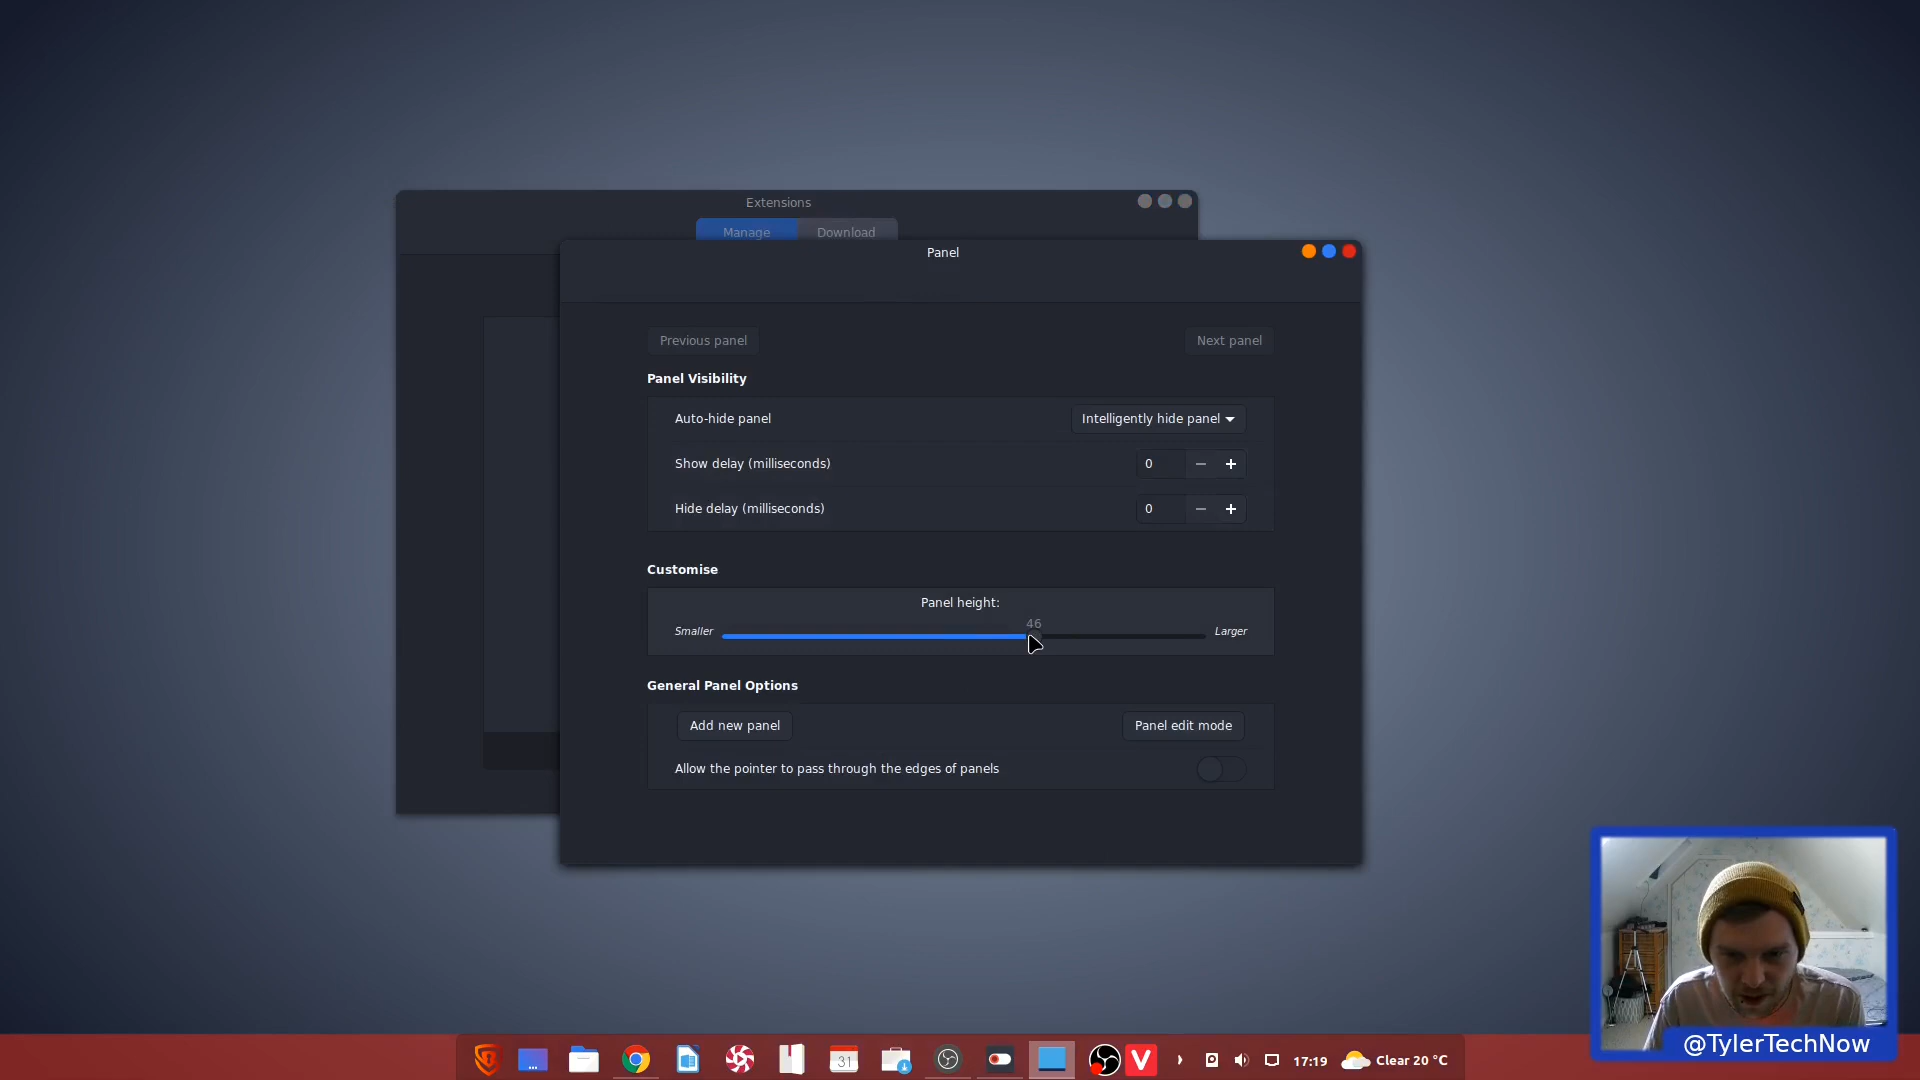 Extensions
Manage Download
Panel
Previous panel Next panel
Panel Visibility
Auto-hide panel Intelligently hide panel
Show delay (milliseconds) 0 − +
Hide delay (milliseconds) 0 − +
Customise
Panel height:
46
Smaller Larger
General Panel Options
Add new panel Panel edit mode
Allow the pointer to pass through the edges of panels
@TylerTechNow
31
V
17:19
Clear 20 °C